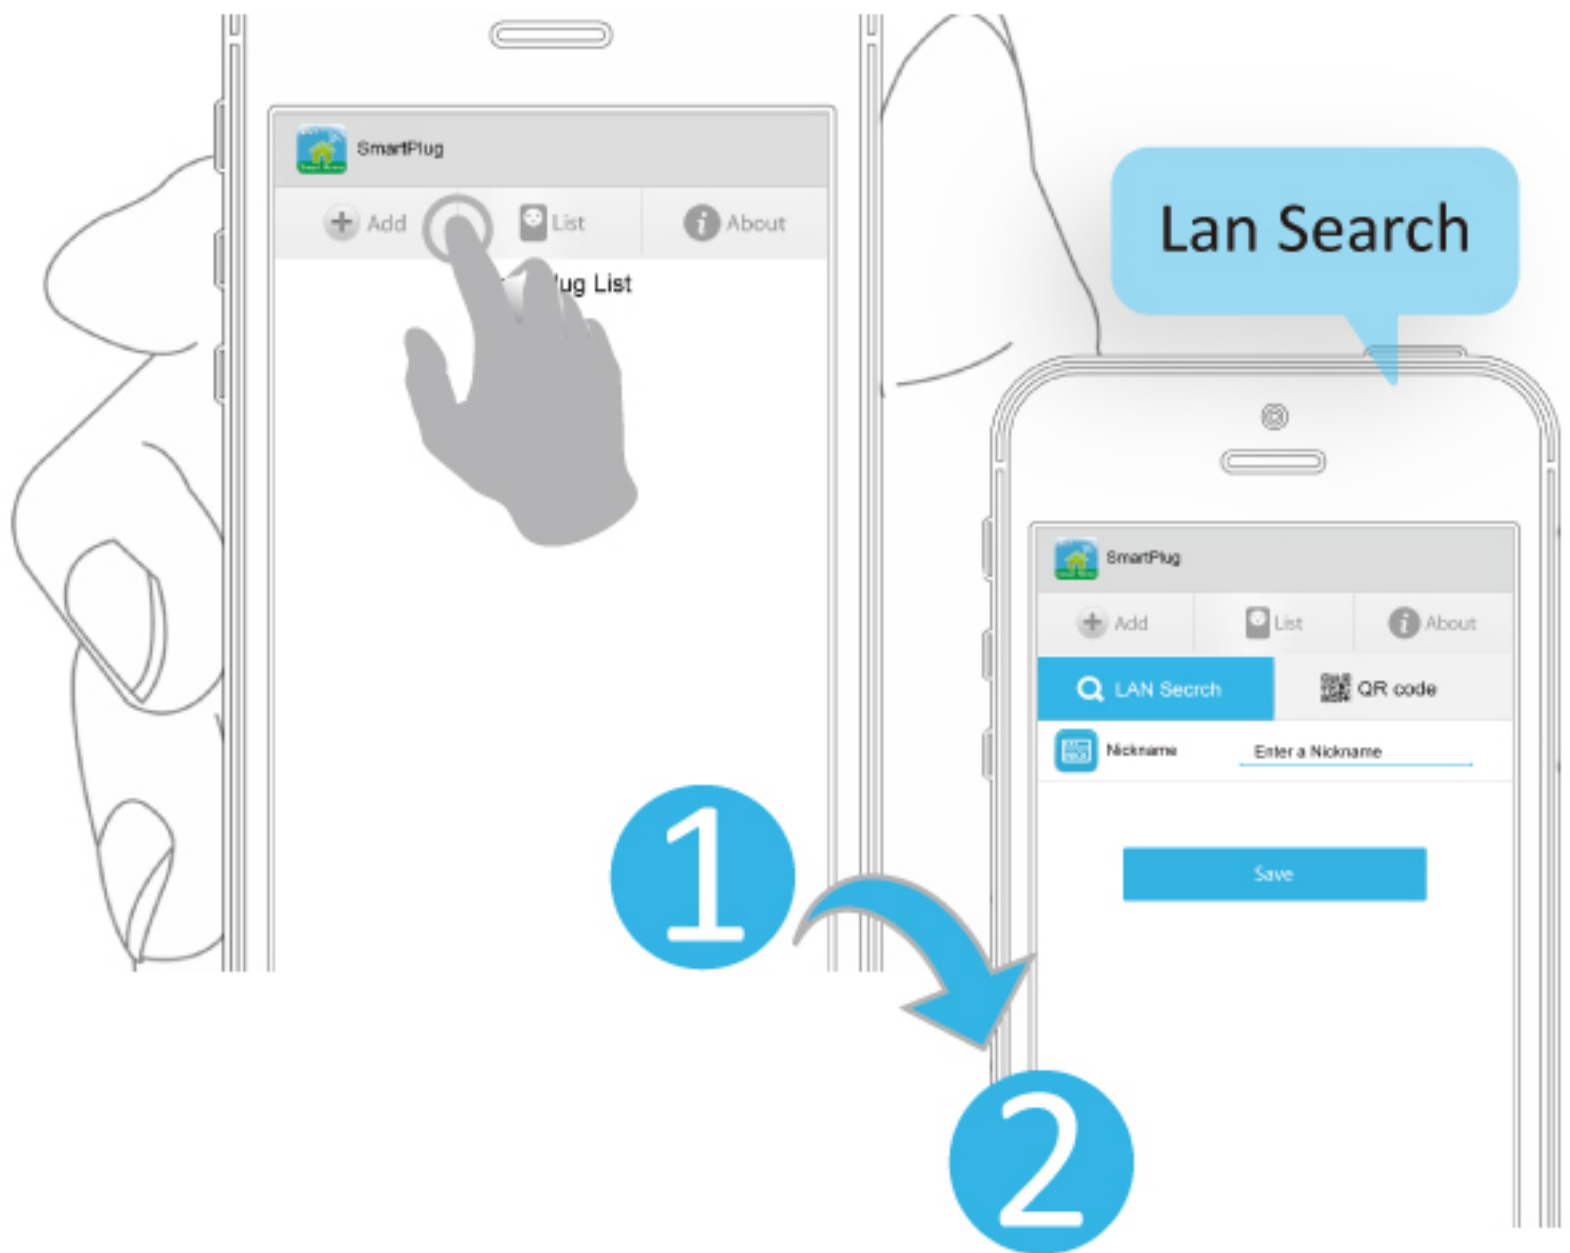 SmartPlug
Add
List
About
lug List
1
Lan Search
SmartPlug
Add
List
About
LAN Secrch
QR code
Nickname
Enter a Nickname
Save
2